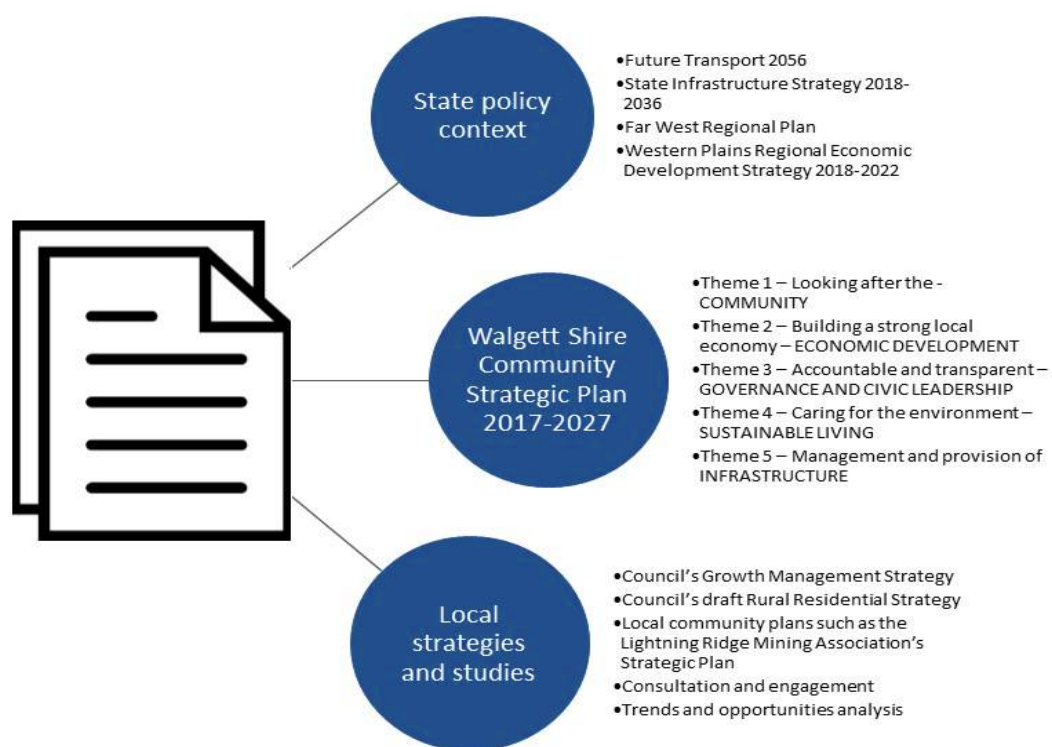 State policy
context
•Future Transport 2056
•State Infrastructure Strategy 2018-
2036
•Far West Regional Plan
•Western Plains Regional Economic
Development Strategy 2018-2022
Walgett Shire
Community
Strategic Plan
2017-2027
•Theme 1 – Looking after the -
COMMUNITY
•Theme 2 – Building a strong local
economy – ECONOMIC DEVELOPMENT
•Theme 3 – Accountable and transparent –
GOVERNANCE AND CIVIC LEADERSHIP
•Theme 4 – Caring for the environment –
SUSTAINABLE LIVING
•Theme 5 – Management and provision of
INFRASTRUCTURE
Local
strategies
and studies
•Council's Growth Management Strategy
•Council's draft Rural Residential Strategy
•Local community plans such as the
Lightning Ridge Mining Association's
Strategic Plan
•Consultation and engagement
•Trends and opportunities analysis